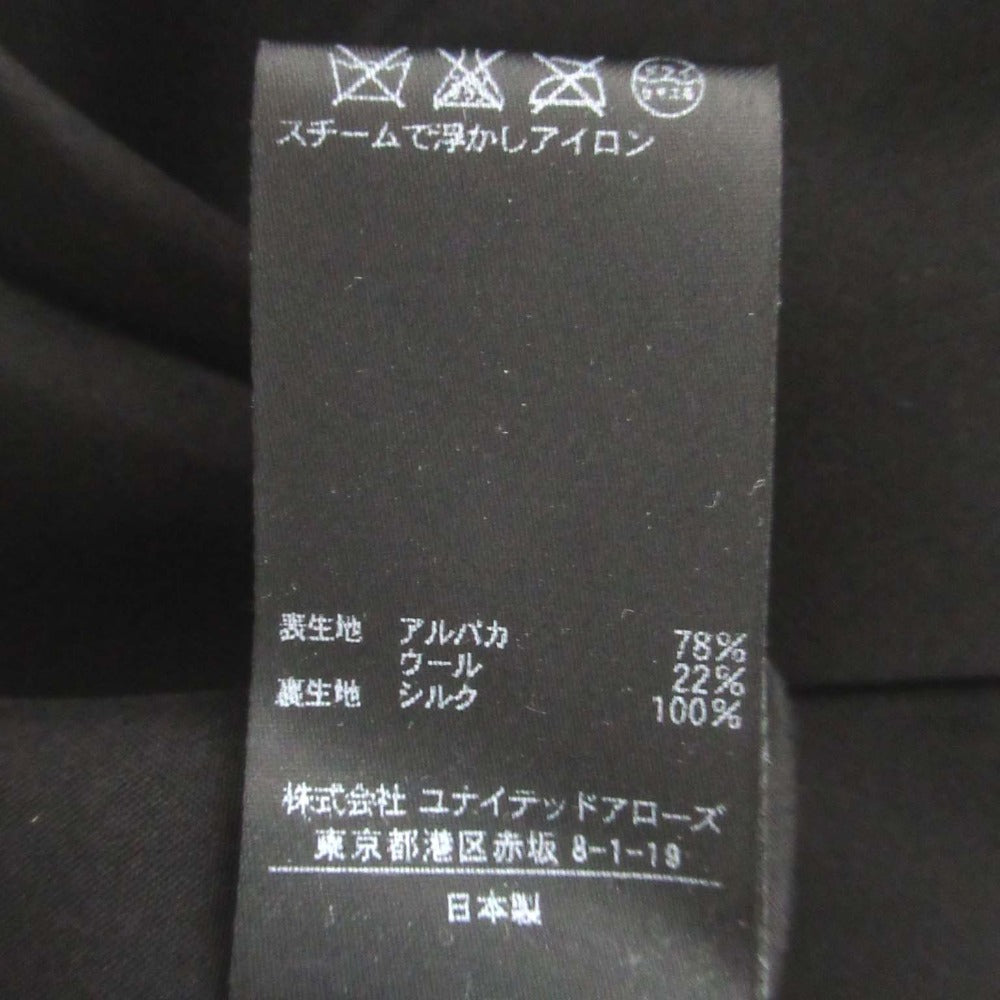 スチームで浮かしアイロン
表生地 アルパカ 78%
ウール 22%
裏生地 シルク 100%
株式会社 ユナイテッドアローズ
東京都港区赤坂 8-1-19
日本製